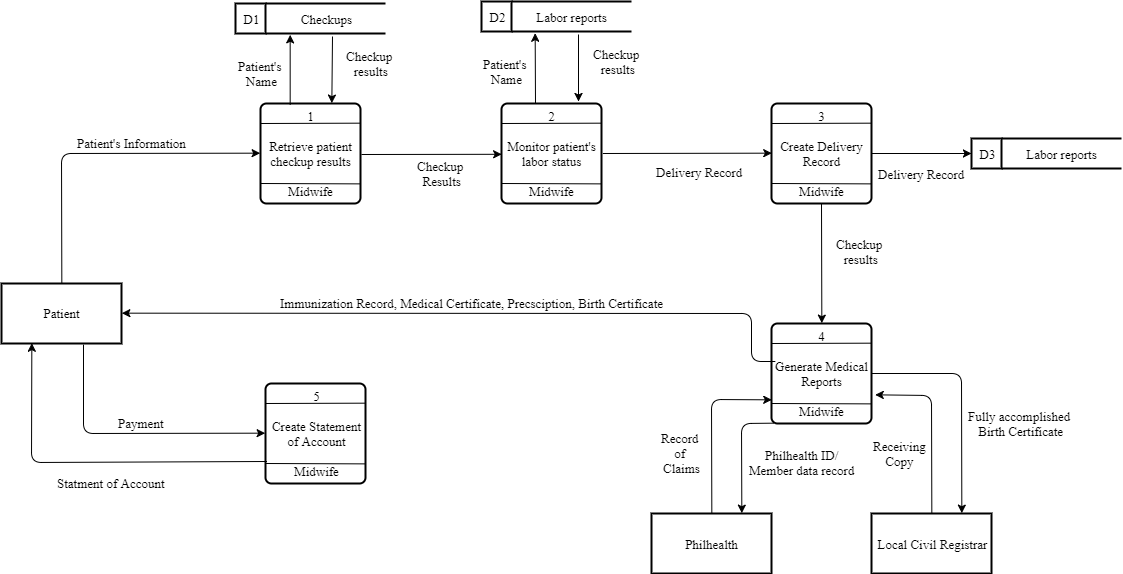 D1 Checkups
D2 Labor reports
Patient's
Name
Checkup
results
Patient's
Name
Checkup
results
1
Retrieve patient
checkup results
Midwife
2
Monitor patient's
labor status
Midwife
3
Create Delivery
Record
Midwife
D3 Labor reports
Patient's Information
Checkup
Results
Delivery Record
Delivery Record
Checkup
results
Immunization Record, Medical Certificate, Precsciption, Birth Certificate
Patient
4
Generate Medical
Reports
Midwife
5
Create Statement
of Account
Midwife
Payment
Statment of Account
Record
of
Claims
Philhealth ID/
Member data record
Receiving
Copy
Fully accomplished
Birth Certificate
Philhealth
Local Civil Registrar